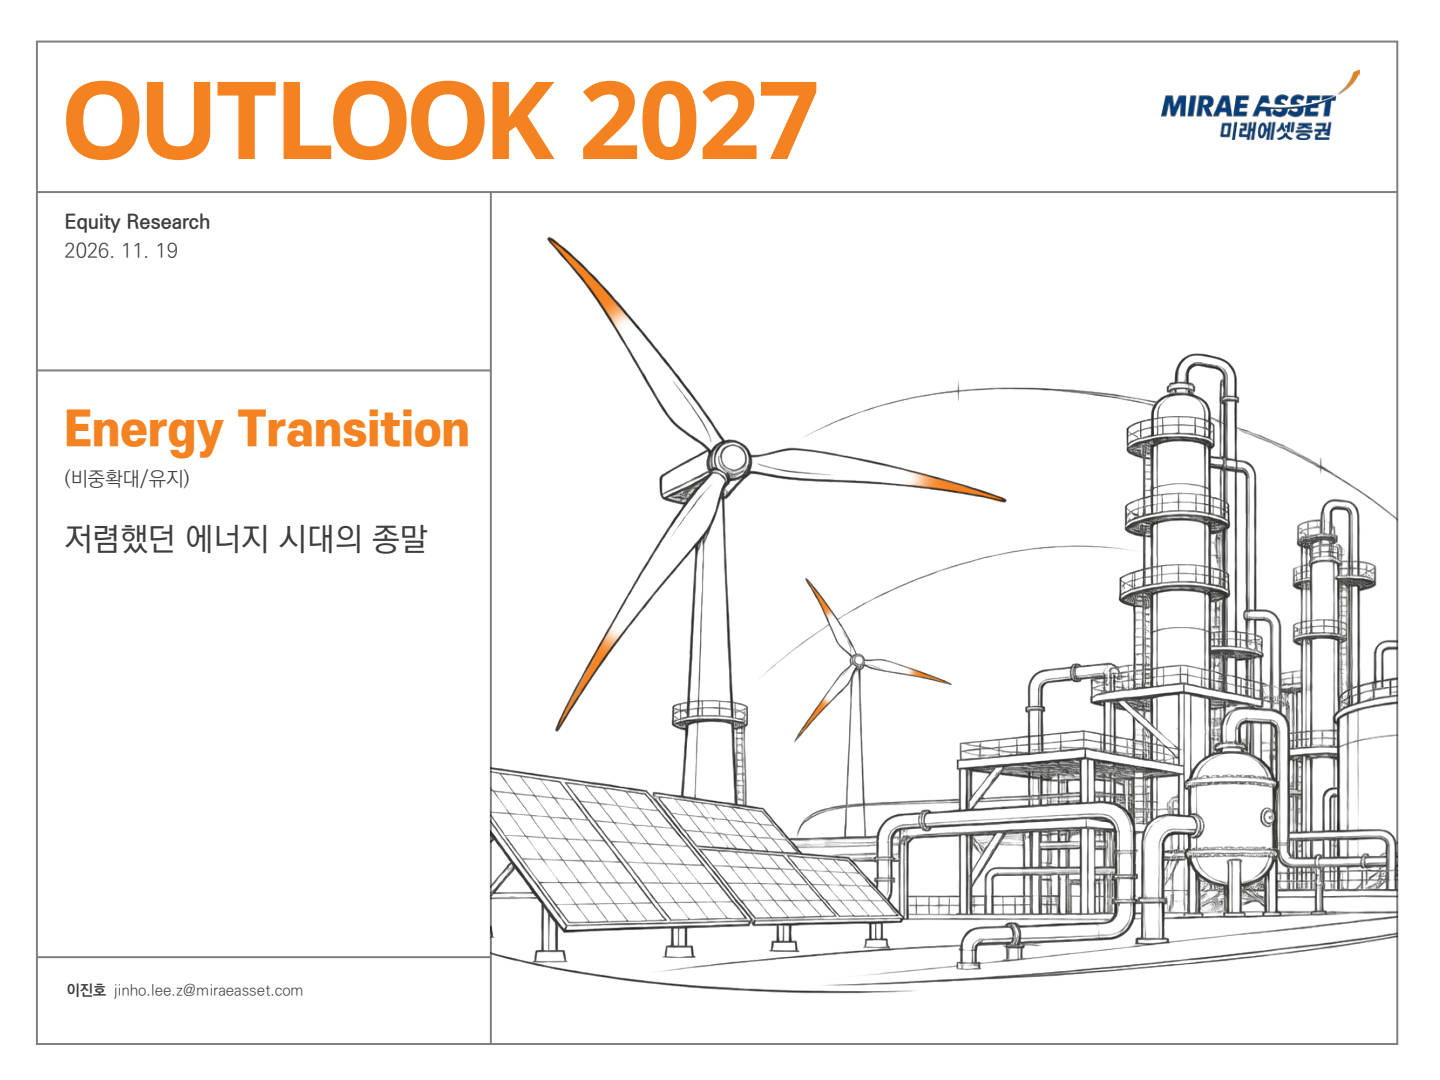 OUTLOOK 2027
MIRAE ASSET
미래에셋증권
Equity Research
2026. 11. 19
Energy Transition
(비중확대/유지)
저렴했던 에너지 시대의 종말
이진호 jinho.lee.z@miraeasset.com